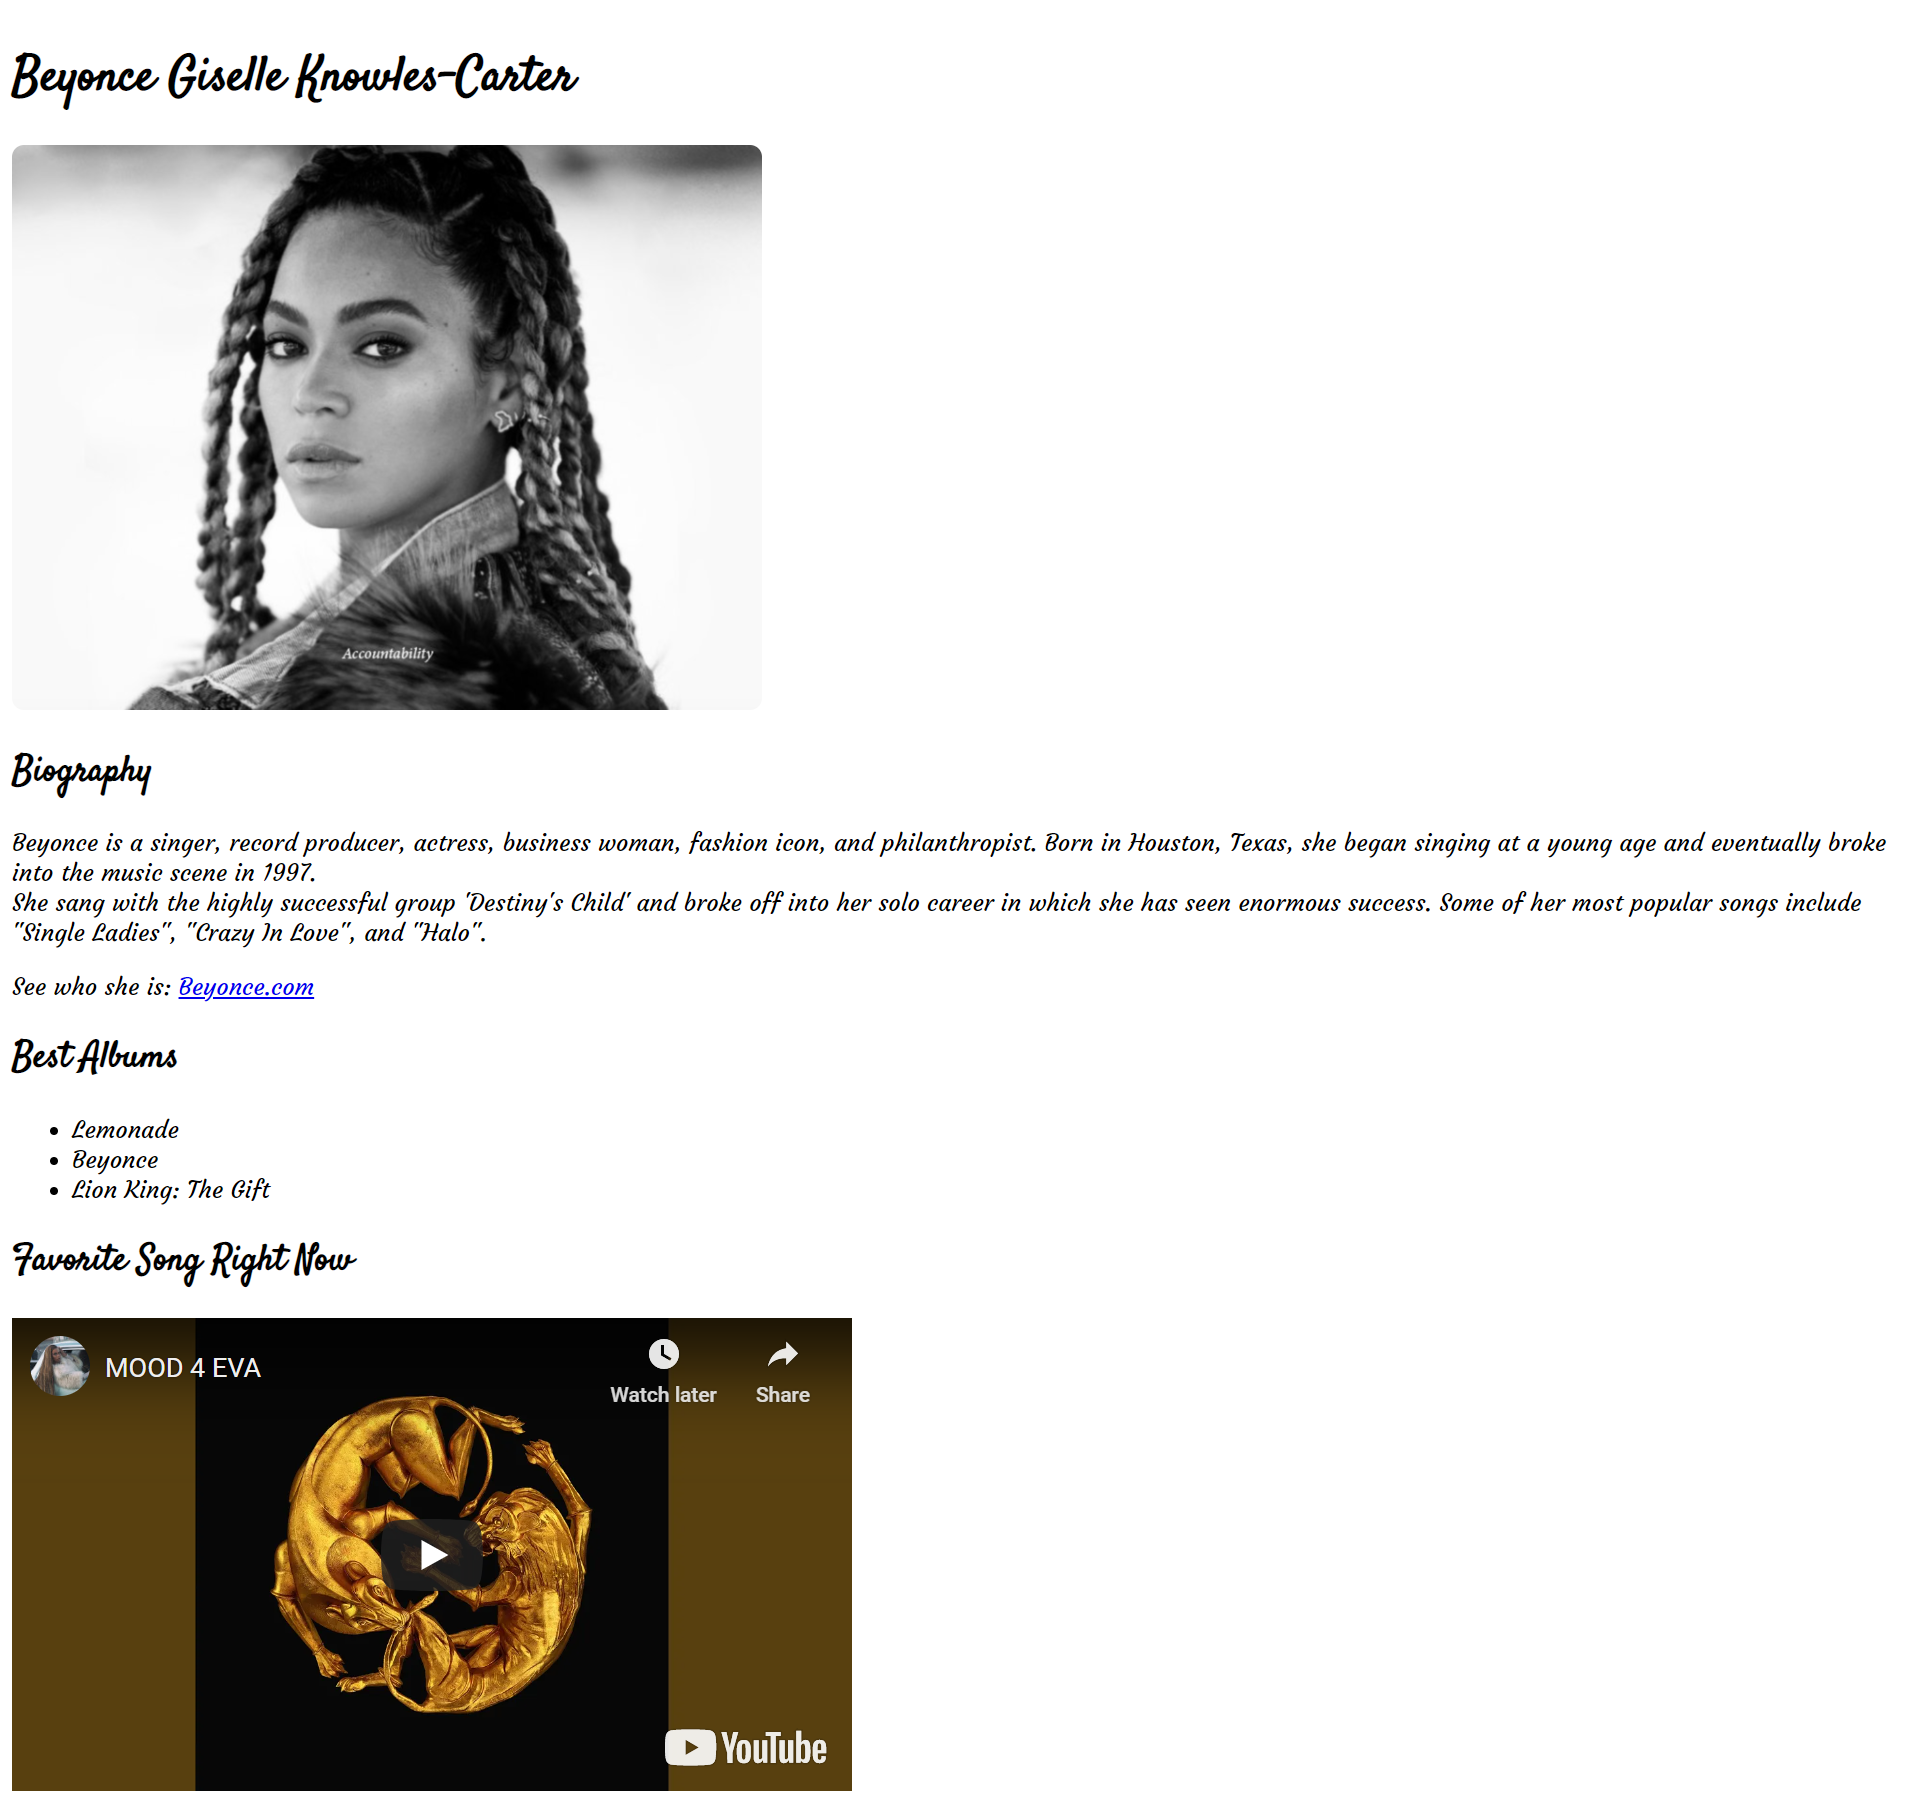 Beyonce Giselle Knowles-Carter
Accountability
Biography
Beyonce is a singer, record producer, actress, business woman, fashion icon, and philanthropist. Born in Houston, Texas, she began singing at a young age and eventually broke
into the music scene in 1997.
She sang with the highly successful group 'Destiny's Child' and broke off into her solo career in which she has seen enormous success. Some of her most popular songs include
"Single Ladies", "Crazy In Love", and "Halo".
See who she is: Beyonce.com
Best Albums
Lemonade
Beyonce
Lion King: The Gift
Favorite Song Right Now
MOOD 4 EVA
Watch later
Share
YouTube